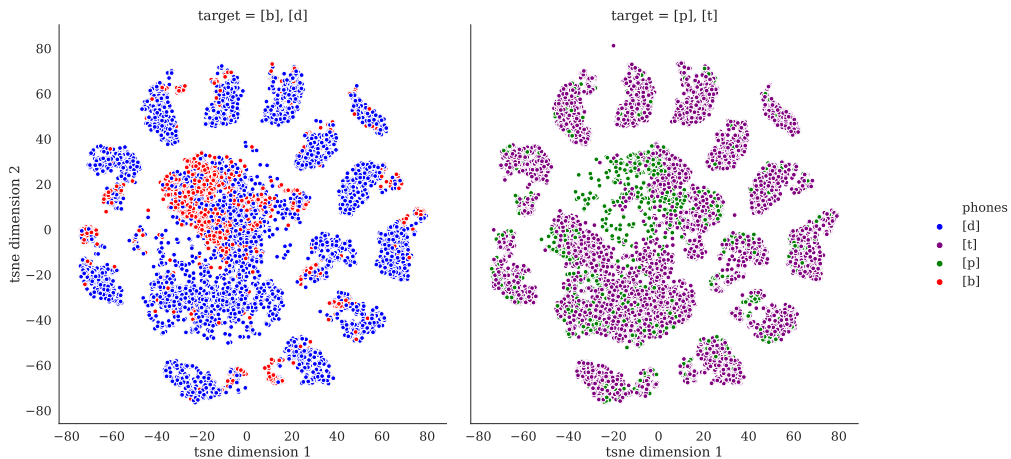 target = [b], [d]
target = [p], [t]
80
60
40
20
0
−20
−40
−60
−80
tsne dimension 2
−80 −60 −40 −20 0 20 40 60 80
tsne dimension 1
−80 −60 −40 −20 0 20 40 60 80
tsne dimension 1
phones
[d]
[t]
[p]
[b]